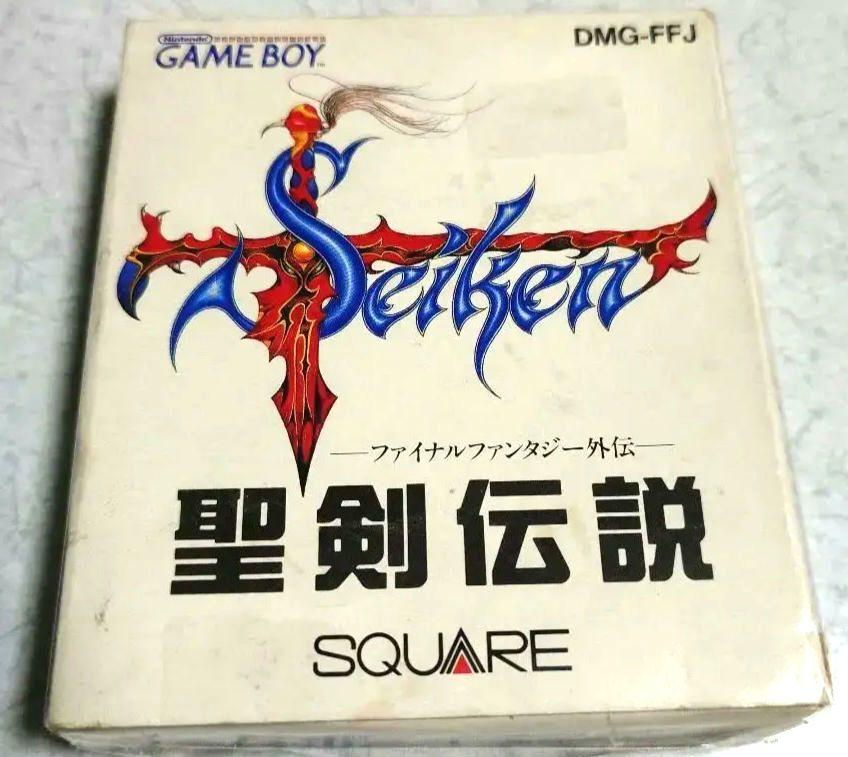 Nintendo
GAME BOY™
DMG-FFJ
Seiken
—ファイナルファンタジー外伝—
聖剣伝説
SQUARE